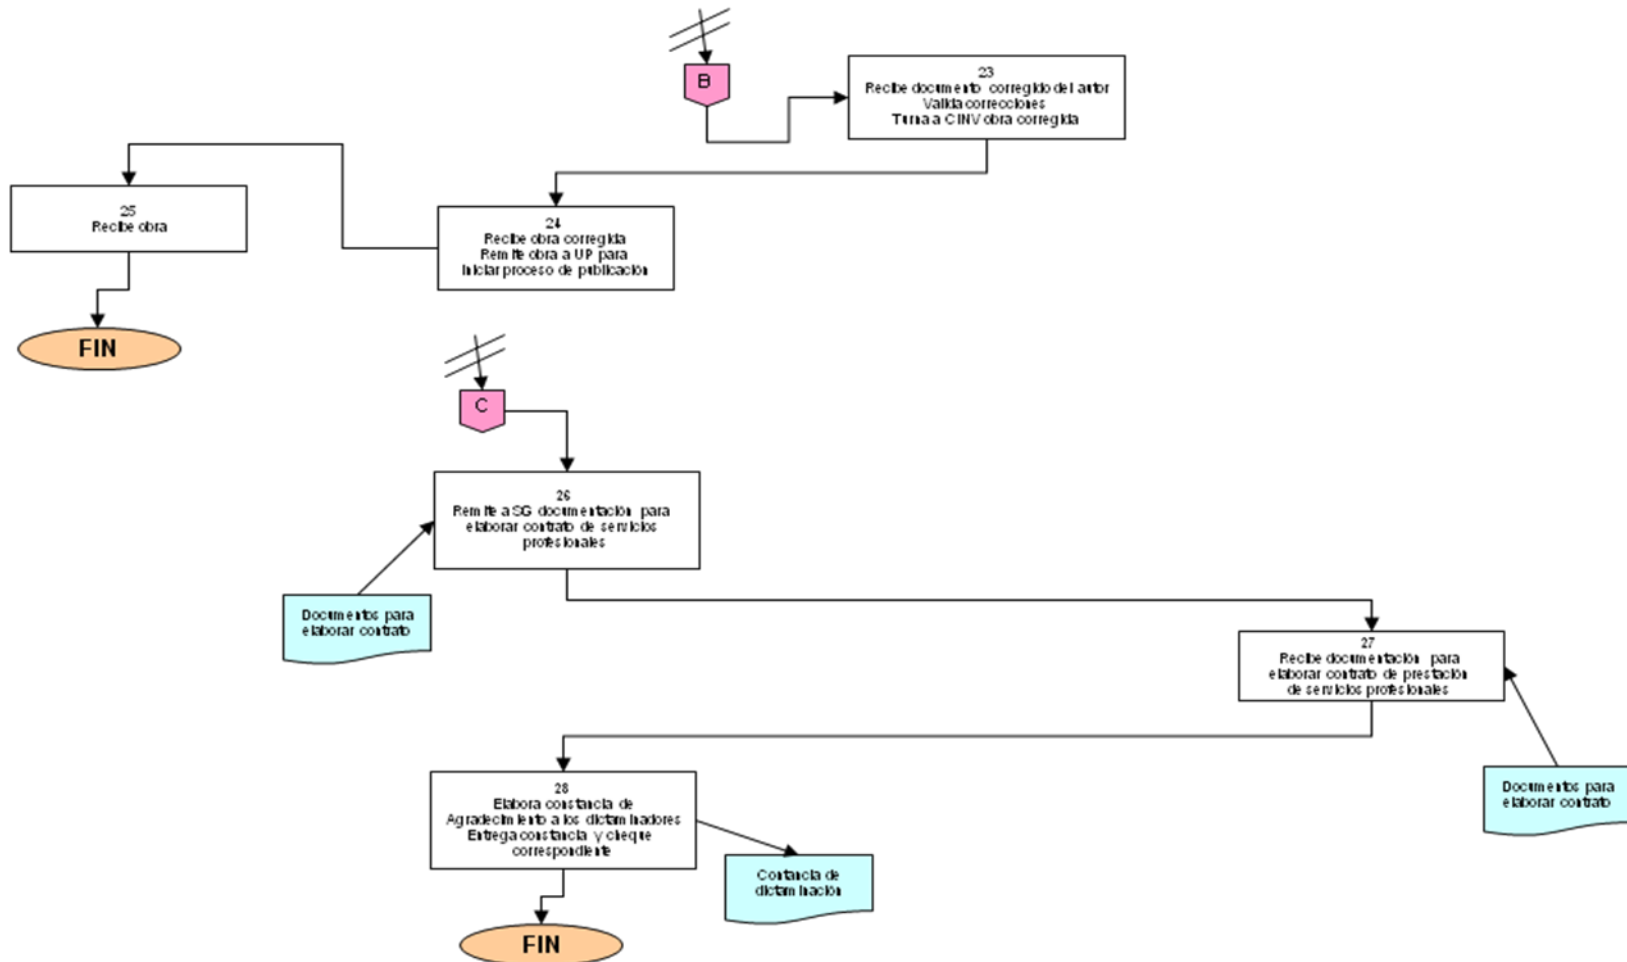 B
23
Recibe documento corregido del autor
Valida correcciones
Turna a CINV obra corregida
25
Recibe obra
24
Recibe obra corregida
Remite obra a UP para
iniciar proceso de publicación
FIN
C
26
Remite a SG documentación para
elaborar contrato de servicios
profesionales
Documentos para
elaborar contrato
27
Recibe documentación para
elaborar contrato de prestación
de servicios profesionales
Documentos para
elaborar contrato
28
Elabora constancia de
Agradecimiento a los dictaminadores
Entrega constancia y cheque
correspondiente
Contancia de
dictaminación
FIN